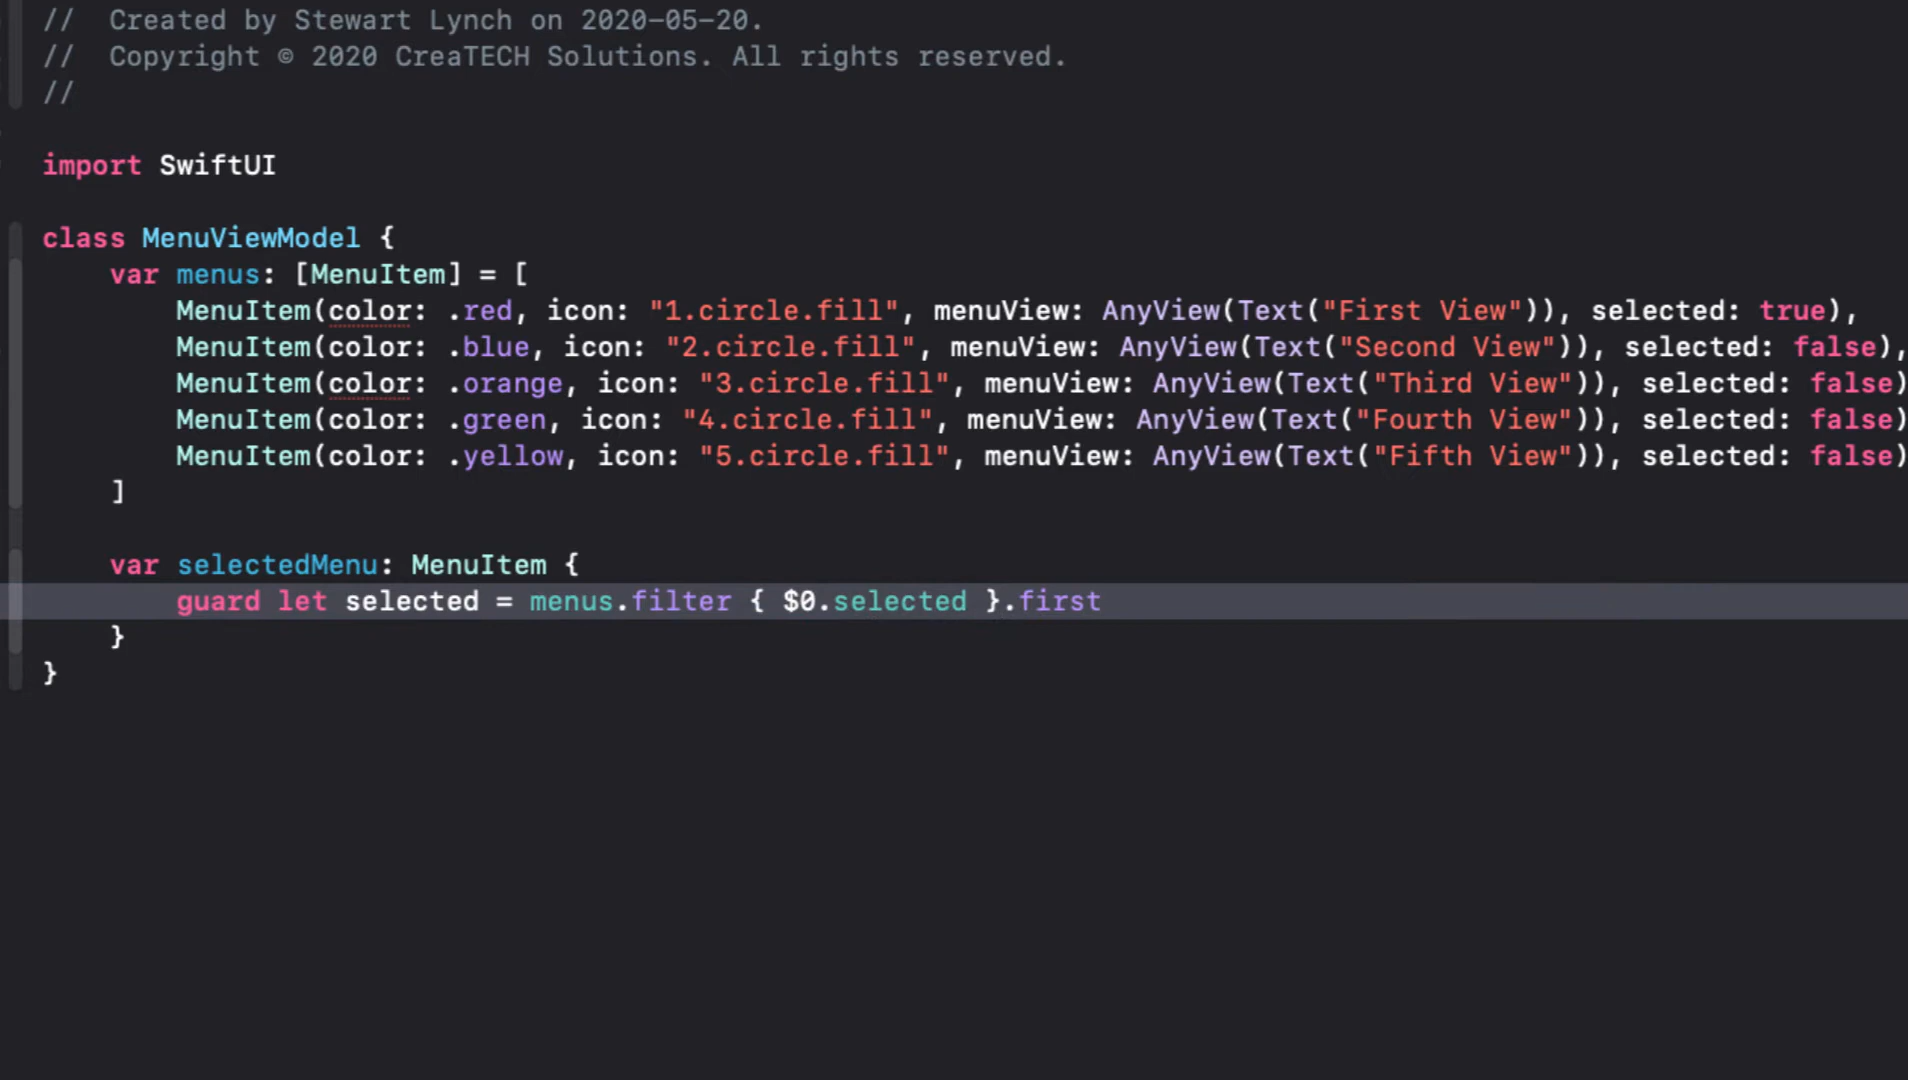 //  Created by Stewart Lynch on 2020-05-20.
//  Copyright © 2020 CreaTECH Solutions. All rights reserved.
//
import SwiftUI
class MenuViewModel {
    var menus: [MenuItem] = [
        MenuItem(color: .red, icon: "1.circle.fill", menuView: AnyView(Text("First View")), selected: true),
        MenuItem(color: .blue, icon: "2.circle.fill", menuView: AnyView(Text("Second View")), selected: false),
        MenuItem(color: .orange, icon: "3.circle.fill", menuView: AnyView(Text("Third View")), selected: false)
        MenuItem(color: .green, icon: "4.circle.fill", menuView: AnyView(Text("Fourth View")), selected: false)
        MenuItem(color: .yellow, icon: "5.circle.fill", menuView: AnyView(Text("Fifth View")), selected: false)
    ]
    var selectedMenu: MenuItem {
        guard let selected = menus.filter { $0.selected }.first
    }
}